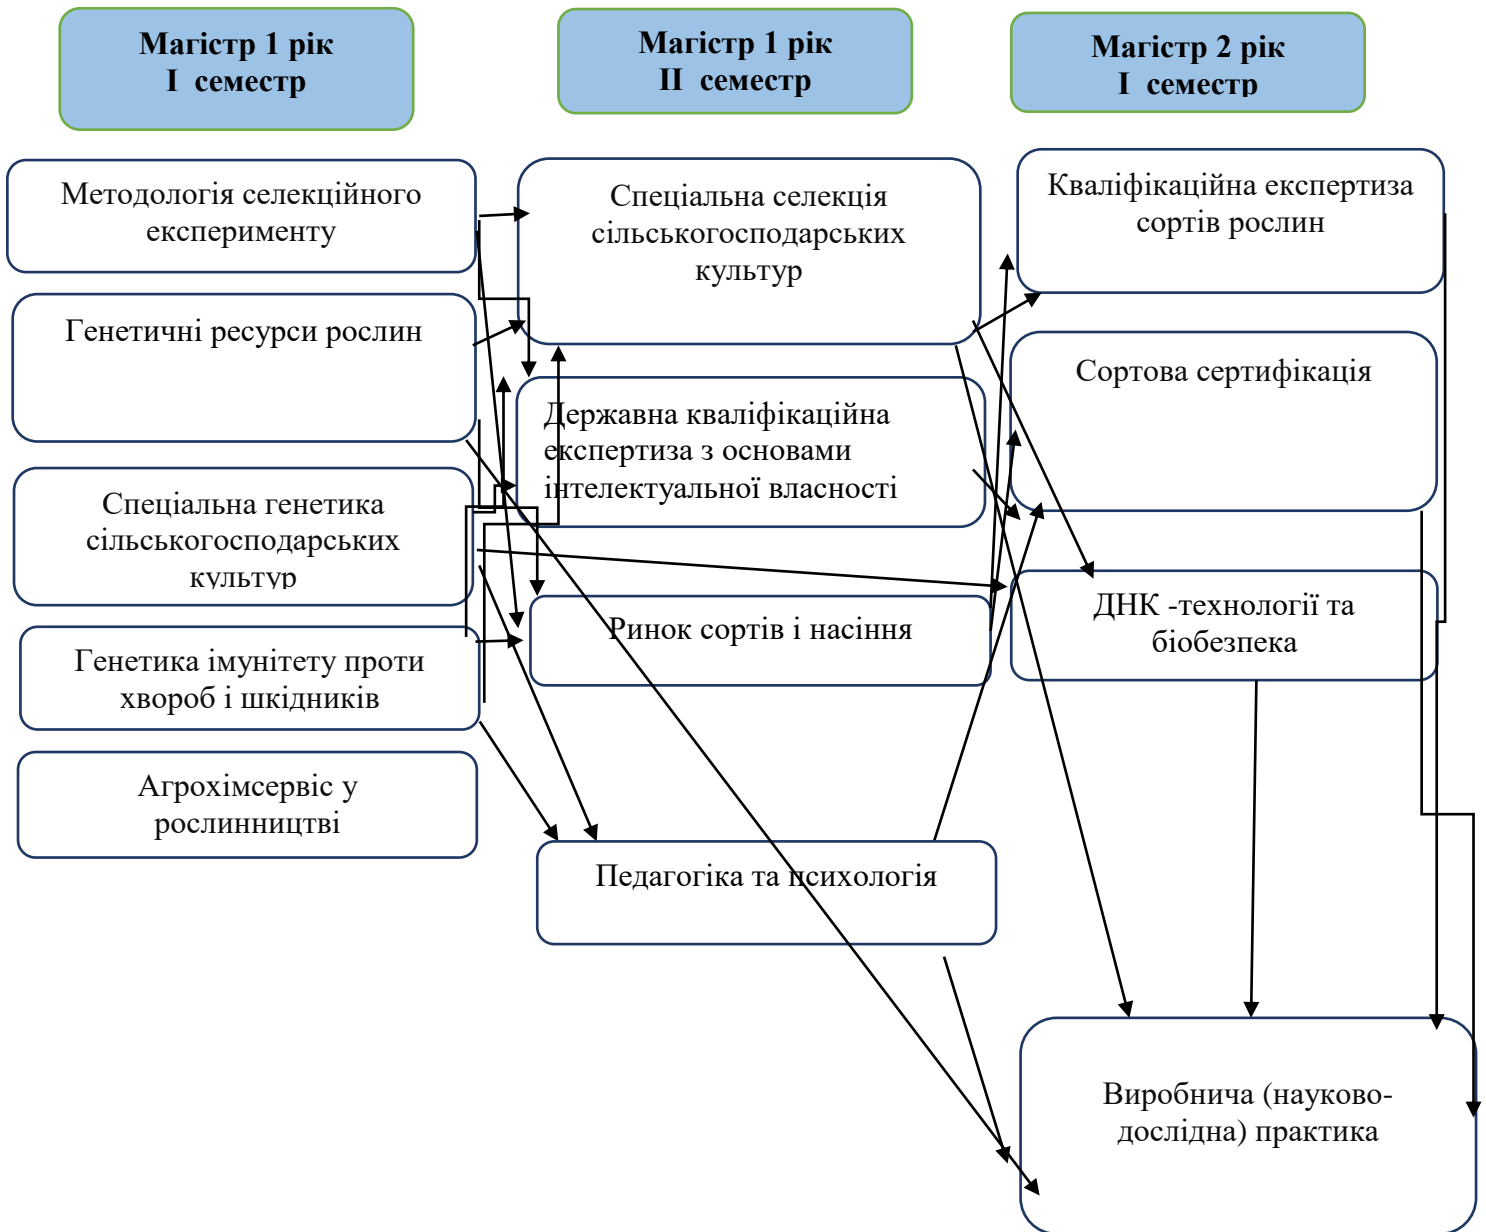 Магістр 1 рік
І семестр
Магістр 1 рік
ІІ семестр
Магістр 2 рік
І семестр
Методологія селекційного
експерименту
Генетичні ресурси рослин
Спеціальна генетика
сільськогосподарських
культур
Генетика імунітету проти
хвороб і шкідників
Агрохімсервіс у
рослинництві
Спеціальна селекція
сільськогосподарських
культур
Державна кваліфікаційна
експертиза з основами
інтелектуальної власності
Ринок сортів і насіння
Педагогіка та психологія
Кваліфікаційна експертиза
сортів рослин
Сортова сертифікація
ДНК -технології та
біобезпека
Виробнича (науково-
дослідна) практика